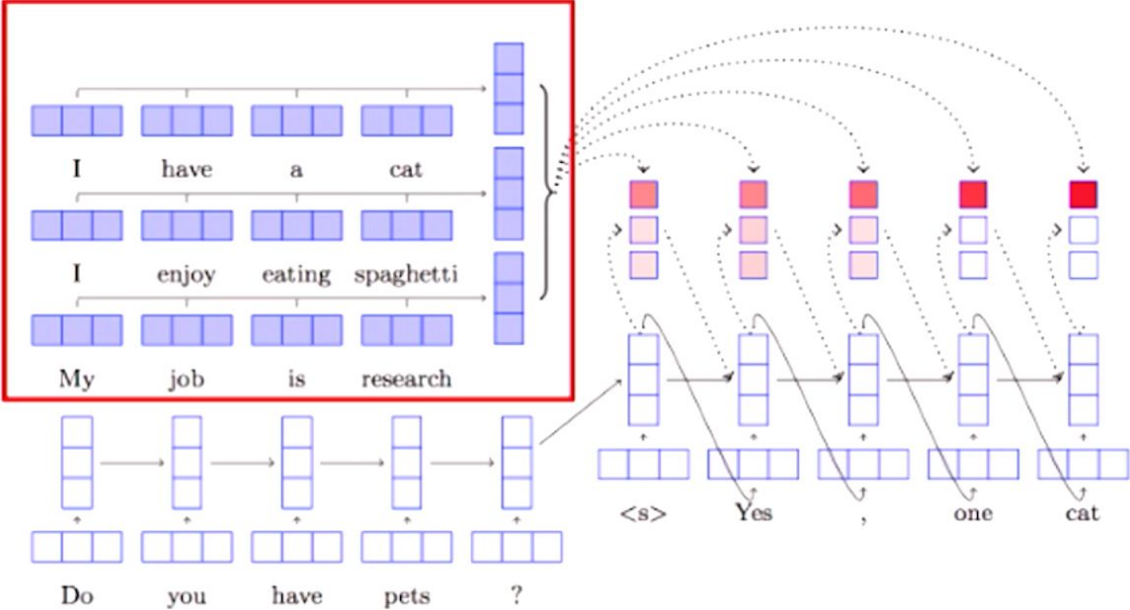 I have a cat
I enjoy eating spaghetti
My job is research
Do you have pets ?
<s> Yes , one cat